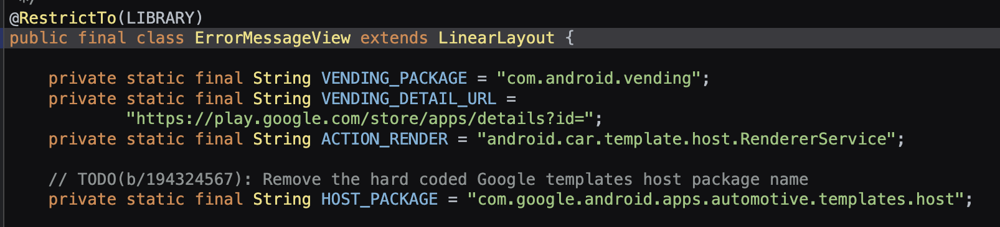 */
@RestrictTo(LIBRARY)
public final class ErrorMessageView extends LinearLayout {
private static final String VENDING_PACKAGE = "com.android.vending";
private static final String VENDING_DETAIL_URL =
"https://play.google.com/store/apps/details?id=";
private static final String ACTION_RENDER = "android.car.template.host.RendererService";
// TODO(b/194324567): Remove the hard coded Google templates host package name
private static final String HOST_PACKAGE = "com.google.android.apps.automotive.templates.host";